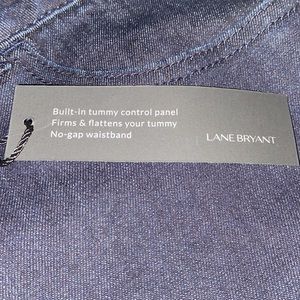 Built-in tummy control panel
Firms & flattens your tummy
No-gap waistband
LANE BRYANT